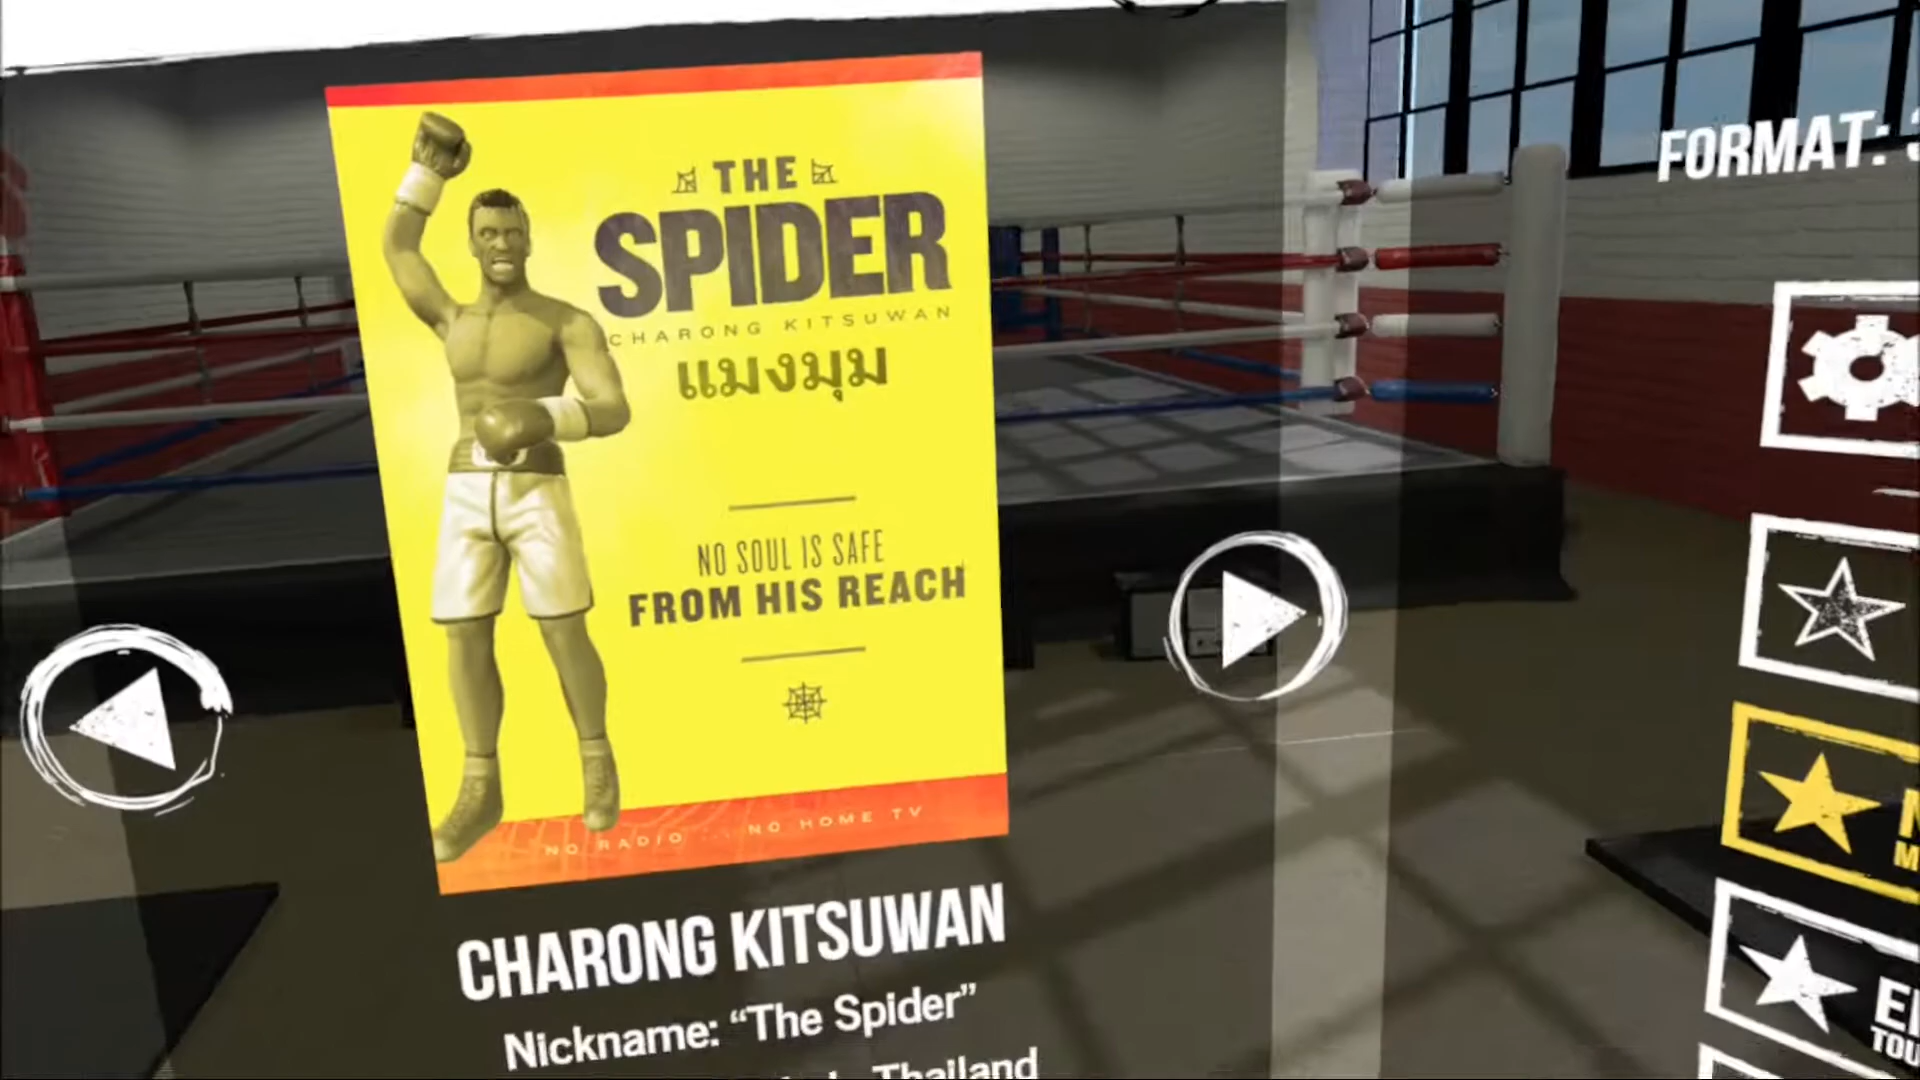 THE
SPIDER
CHARONG KITSUWAN
แมงมุม
NO SOUL IS SAFE
FROM HIS REACH
NO RADIO ... NO HOME TV
CHARONG KITSUWAN
Nickname: “The Spider”
Thailand
FORMAT: